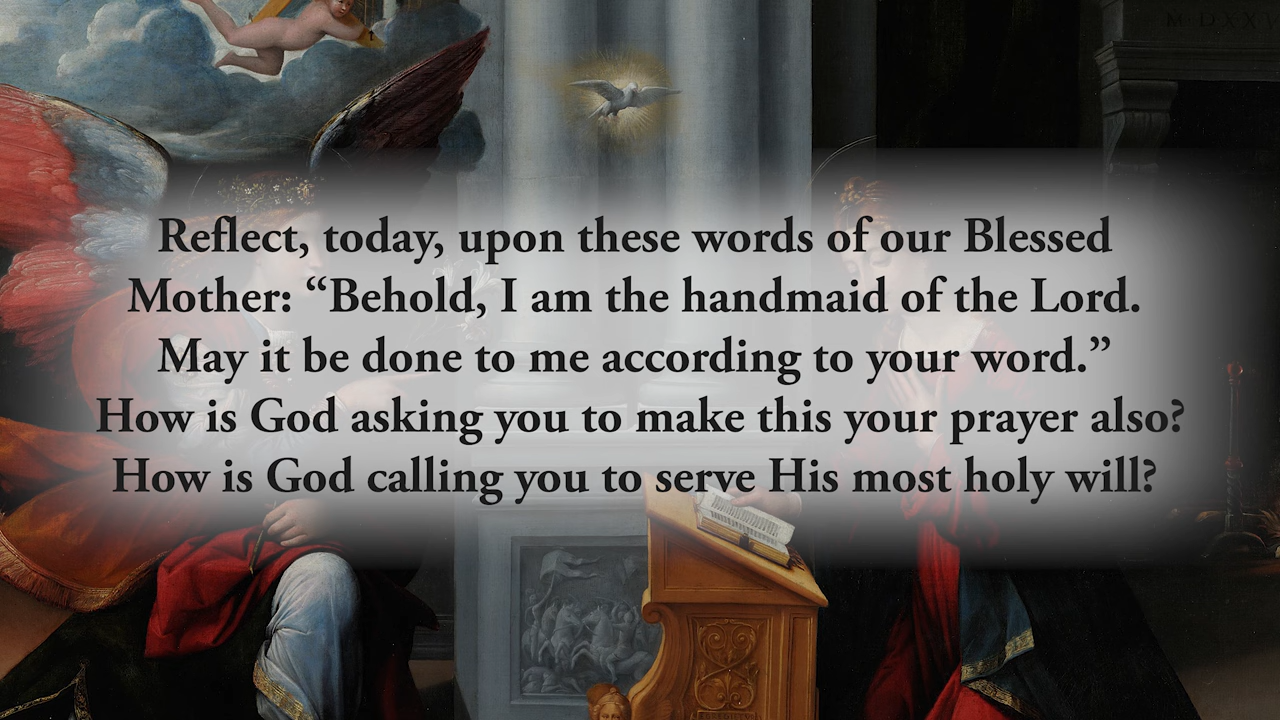 Reflect, today, upon these words of our Blessed
Mother: “Behold, I am the handmaid of the Lord.
May it be done to me according to your word.”
How is God asking you to make this your prayer also?
How is God calling you to serve His most holy will?